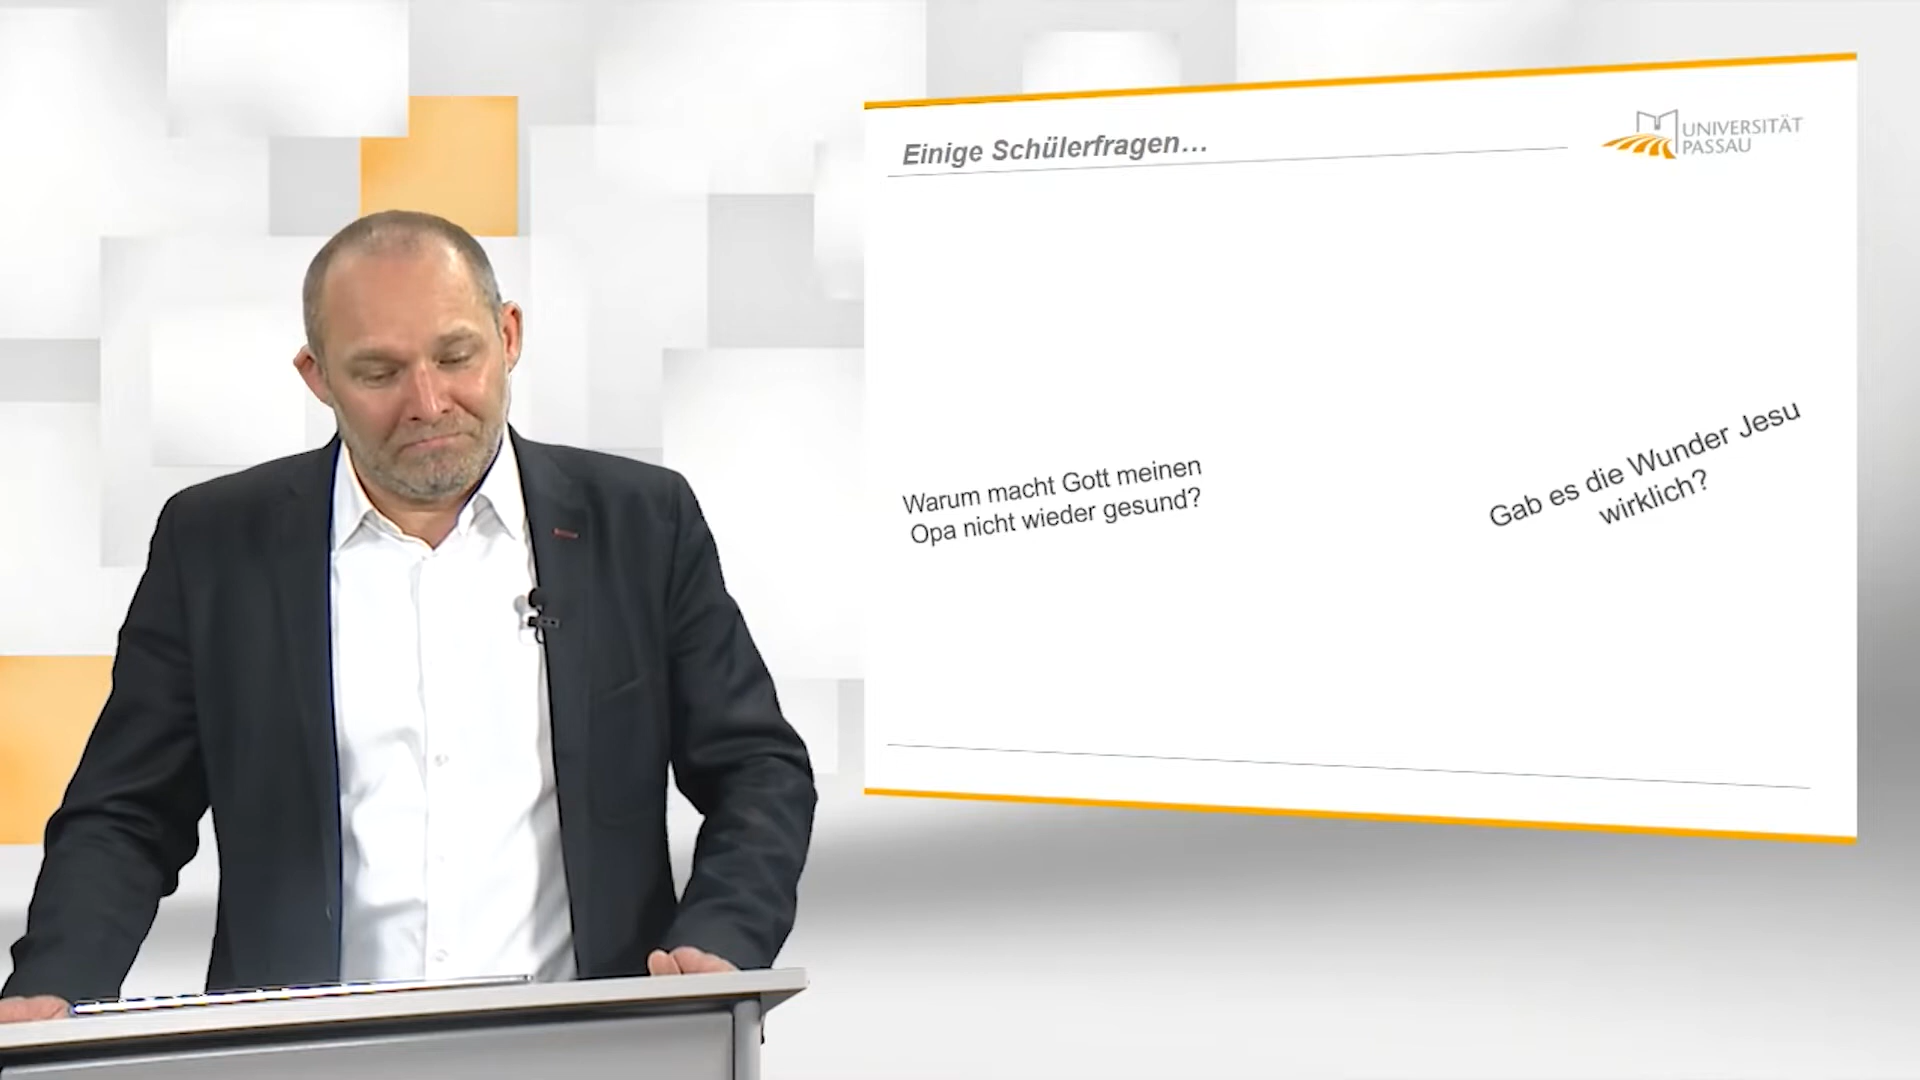 Einige Schülerfragen...
UNIVERSITÄT
PASSAU
Warum macht Gott meinen
Opa nicht wieder gesund?
Gab es die Wunder Jesu
wirklich?